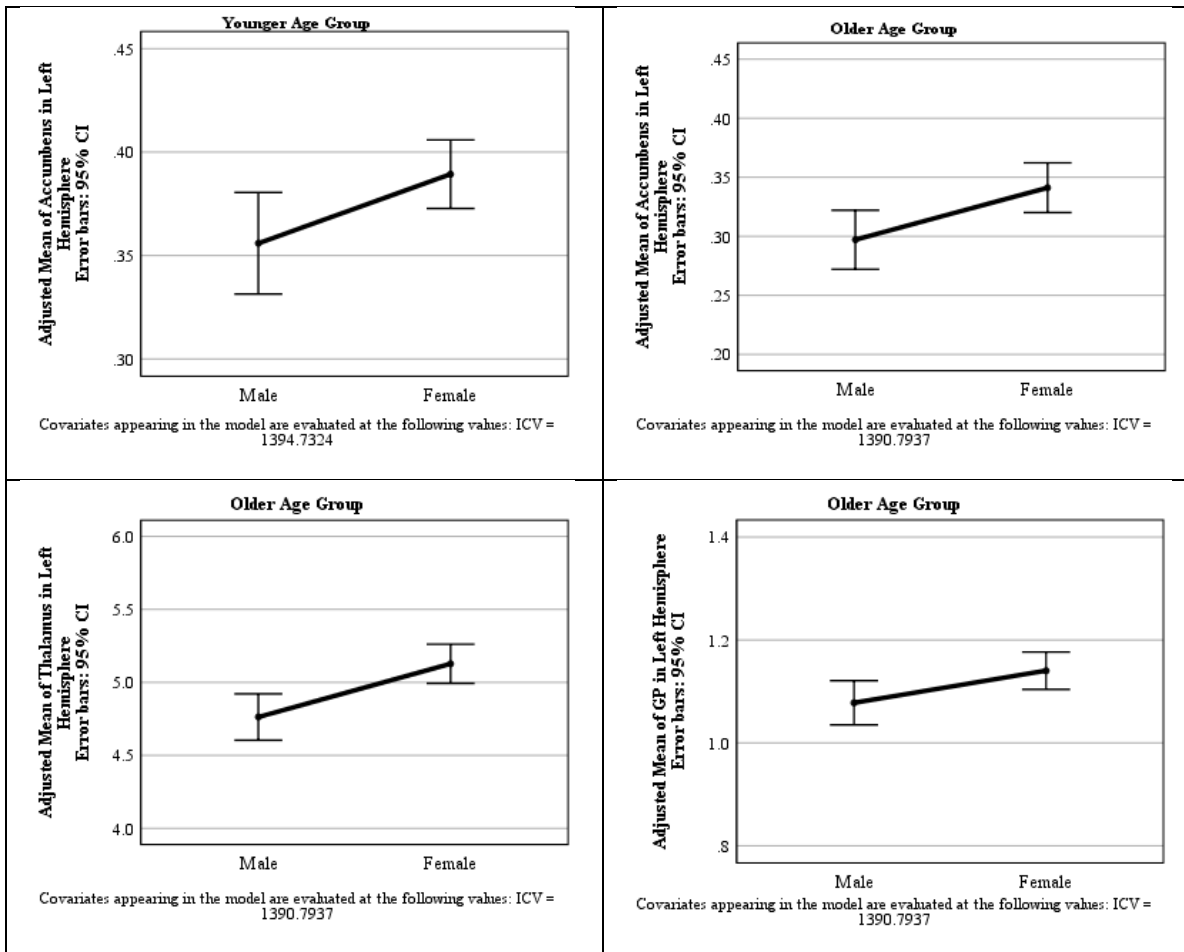 Younger Age Group
Adjusted Mean of Accumbens in Left
Hemisphere
Error bars: 95% CI
.45
.40
.35
.30
Male Female
Covariates appearing in the model are evaluated at the following values: ICV =
1394.7324
Older Age Group
Adjusted Mean of Accumbens in Left
Hemisphere
Error bars: 95% CI
.45
.40
.35
.30
.25
.20
Male Female
Covariates appearing in the model are evaluated at the following values: ICV =
1390.7937
Older Age Group
Adjusted Mean of Thalamus in Left
Hemisphere
Error bars: 95% CI
6.0
5.5
5.0
4.5
4.0
Male Female
Covariates appearing in the model are evaluated at the following values: ICV =
1390.7937
Older Age Group
Adjusted Mean of GP in Left Hemisphere
Error bars: 95% CI
1.4
1.2
1.0
.8
Male Female
Covariates appearing in the model are evaluated at the following values: ICV =
1390.7937